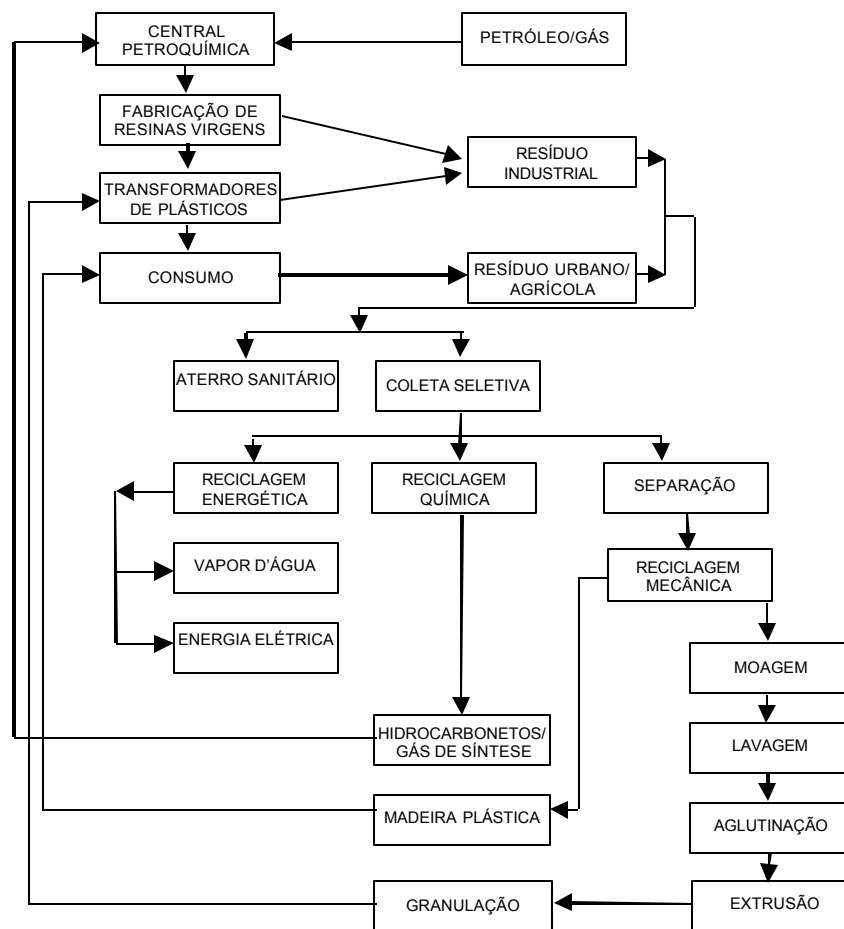 CENTRAL
PETROQUÍMICA
PETRÓLEO/GÁS
FABRICAÇÃO DE
RESINAS VIRGENS
RESÍDUO
INDUSTRIAL
TRANSFORMADORES
DE PLÁSTICOS
CONSUMO
RESÍDUO URBANO/
AGRÍCOLA
ATERRO SANITÁRIO
COLETA SELETIVA
RECICLAGEM
ENERGÉTICA
RECICLAGEM
QUÍMICA
SEPARAÇÃO
VAPOR D’ÁGUA
RECICLAGEM
MECÂNICA
ENERGIA ELÉTRICA
MOAGEM
HIDROCARBONETOS/
GÁS DE SÍNTESE
LAVAGEM
MADEIRA PLÁSTICA
AGLUTINAÇÃO
GRANULAÇÃO
EXTRUSÃO